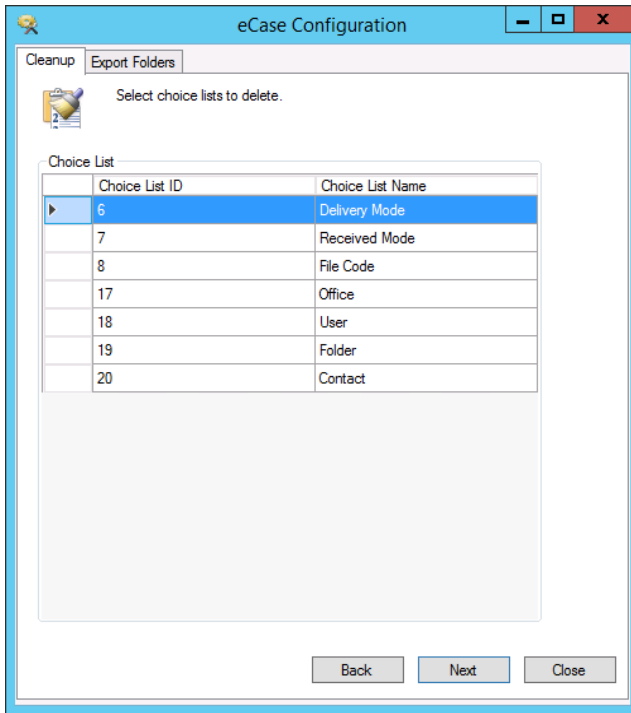 eCase Configuration
Cleanup Export Folders
Select choice lists to delete.
Choice List
Choice List ID Choice List Name
6 Delivery Mode
7 Received Mode
8 File Code
17 Office
18 User
19 Folder
20 Contact
Back Next Close